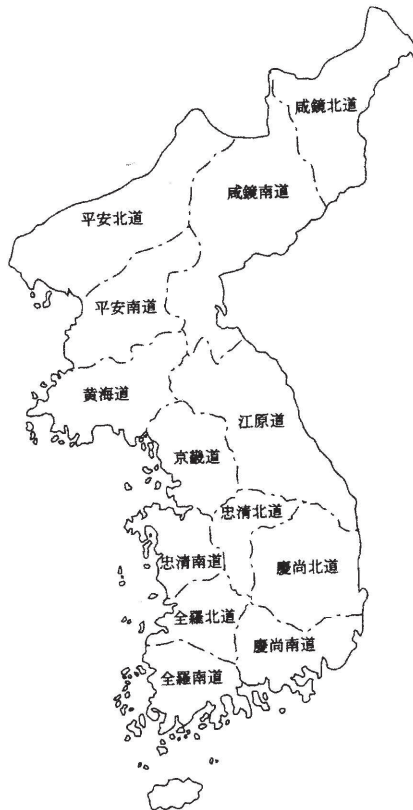 咸鏡北道
咸鏡南道
平安北道
平安南道
黄海道
江原道
京畿道
忠清北道
忠清南道
慶尚北道
全羅北道
慶尚南道
全羅南道